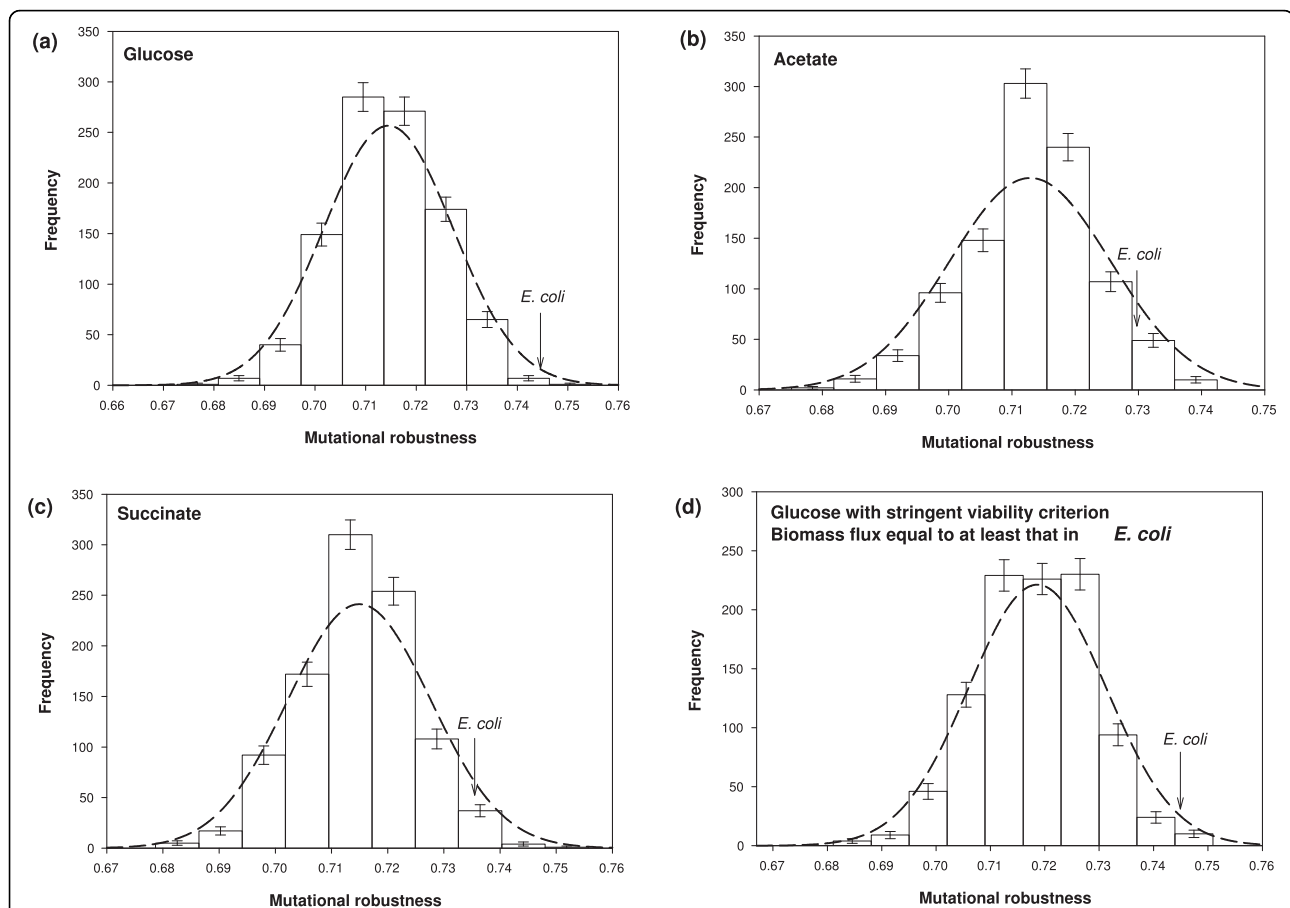 (a)
Glucose
350
300
250
200
150
100
50
0
Frequency
E. coli
0.66 0.67 0.68 0.69 0.70 0.71 0.72 0.73 0.74 0.75 0.76
Mutational robustness
(b)
Acetate
350
300
250
200
150
100
50
0
Frequency
E. coli
0.67 0.68 0.69 0.70 0.71 0.72 0.73 0.74 0.75
Mutational robustness
(c)
Succinate
350
300
250
200
150
100
50
0
Frequency
E. coli
0.67 0.68 0.69 0.70 0.71 0.72 0.73 0.74 0.75 0.76
Mutational robustness
(d)
Glucose with stringent viability criterion
Biomass flux equal to at least that in E. coli
300
250
200
150
100
50
0
Frequency
E. coli
0.67 0.68 0.69 0.70 0.71 0.72 0.73 0.74 0.75 0.76
Mutational robustness